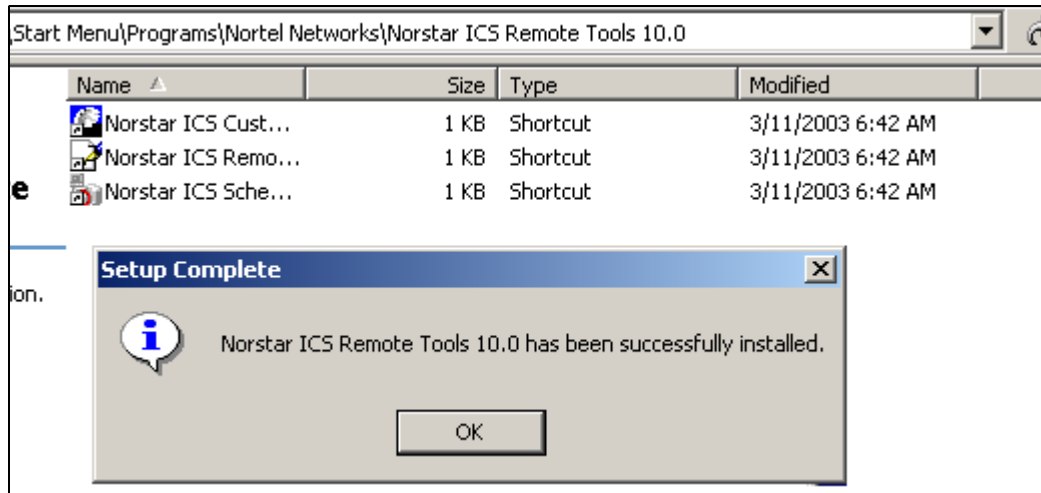 \Start Menu\Programs\Nortel Networks\Norstar ICS Remote Tools 10.0
Name Size Type Modified
Norstar ICS Cust... 1 KB Shortcut 3/11/2003 6:42 AM
Norstar ICS Remo... 1 KB Shortcut 3/11/2003 6:42 AM
e Norstar ICS Sche... 1 KB Shortcut 3/11/2003 6:42 AM
Setup Complete
ion.
Norstar ICS Remote Tools 10.0 has been successfully installed.
OK